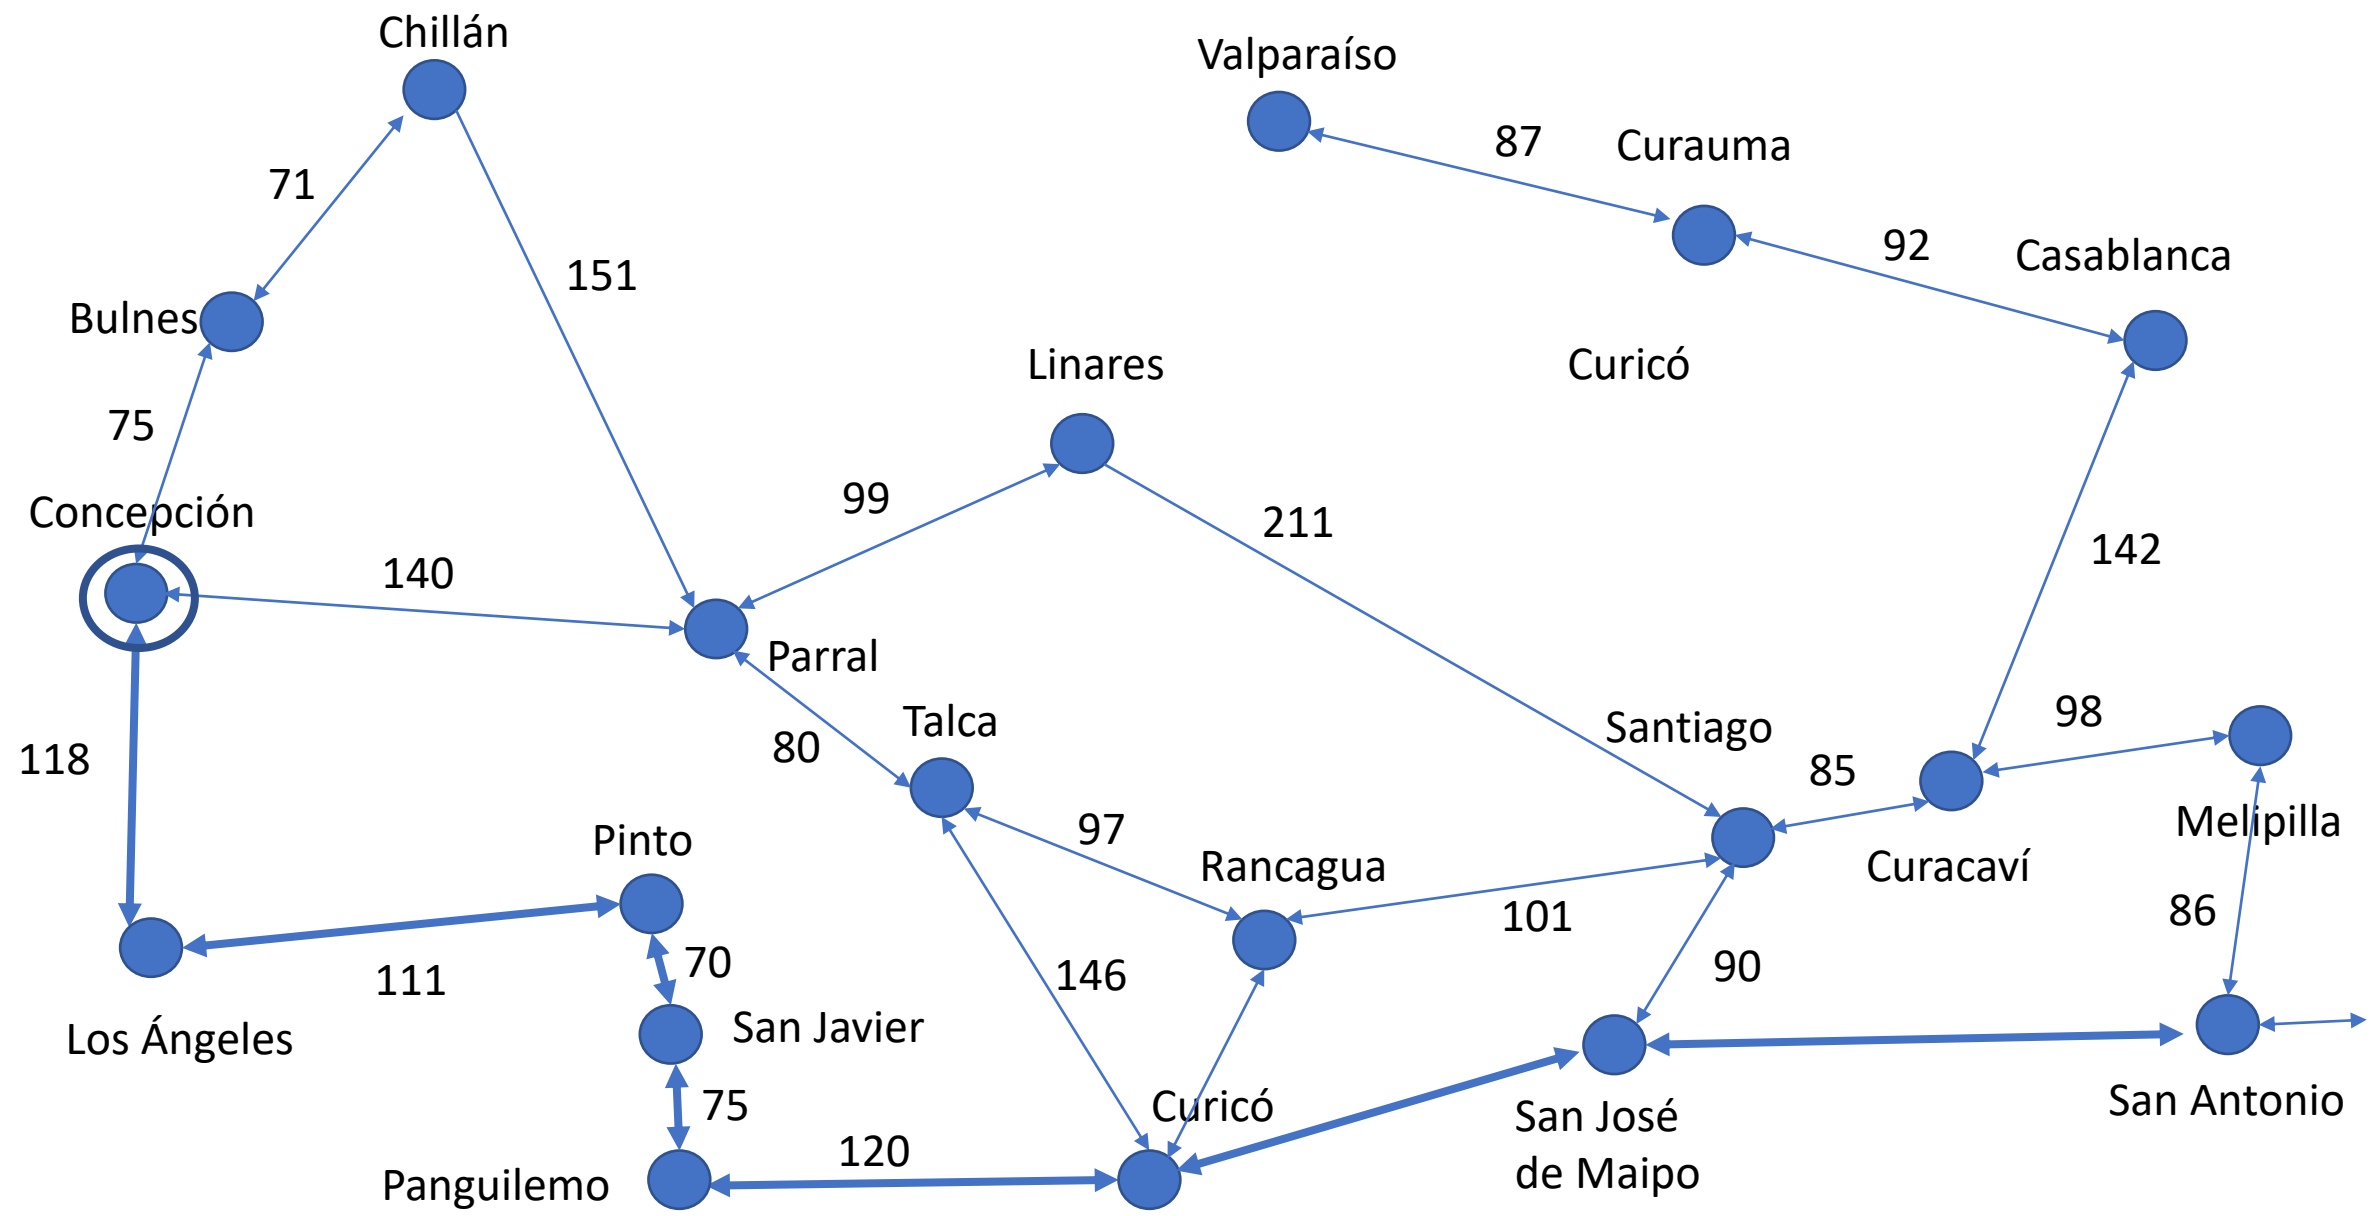 Chillán
Valparaíso
87
Curauma
71
92
Casablanca
151
Bulnes
Linares
Curicó
75
99
Concepción
211
140
142
Parral
Talca
Santiago
98
80
118
85
97
Melipilla
Pinto
Rancagua
Curacaví
101
86
70
146
90
111
San Javier
Los Ángeles
75
Curicó
San José
de Maipo
San Antonio
120
Panguilemo